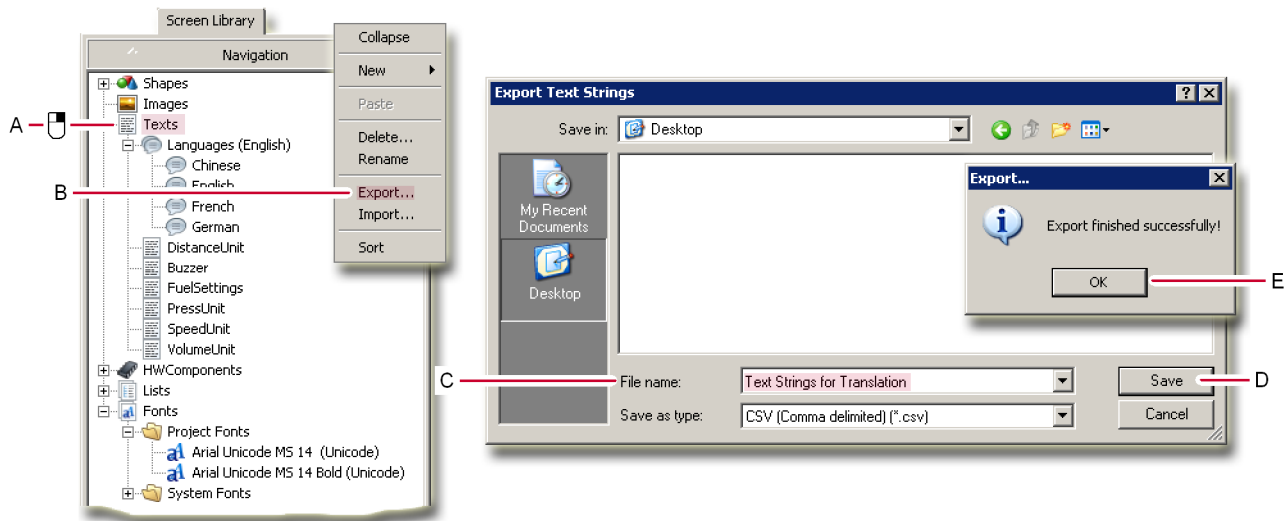 Screen Library
Navigation
Shapes
Images
Texts
Languages (English)
Chinese
English
French
German
DistanceUnit
Buzzer
FuelSettings
PressUnit
SpeedUnit
VolumeUnit
HWComponents
Lists
Fonts
Project Fonts
Arial Unicode MS 14 (Unicode)
Arial Unicode MS 14 Bold (Unicode)
System Fonts
A
B
Collapse
New
Paste
Delete...
Rename
Export...
Import...
Sort
Export Text Strings
Save in:
Desktop
My Recent
Documents
Desktop
C
File name:
Text Strings for Translation
Save
D
Save as type:
CSV (Comma delimited) (*.csv)
Cancel
Export...
Export finished successfully!
OK
E